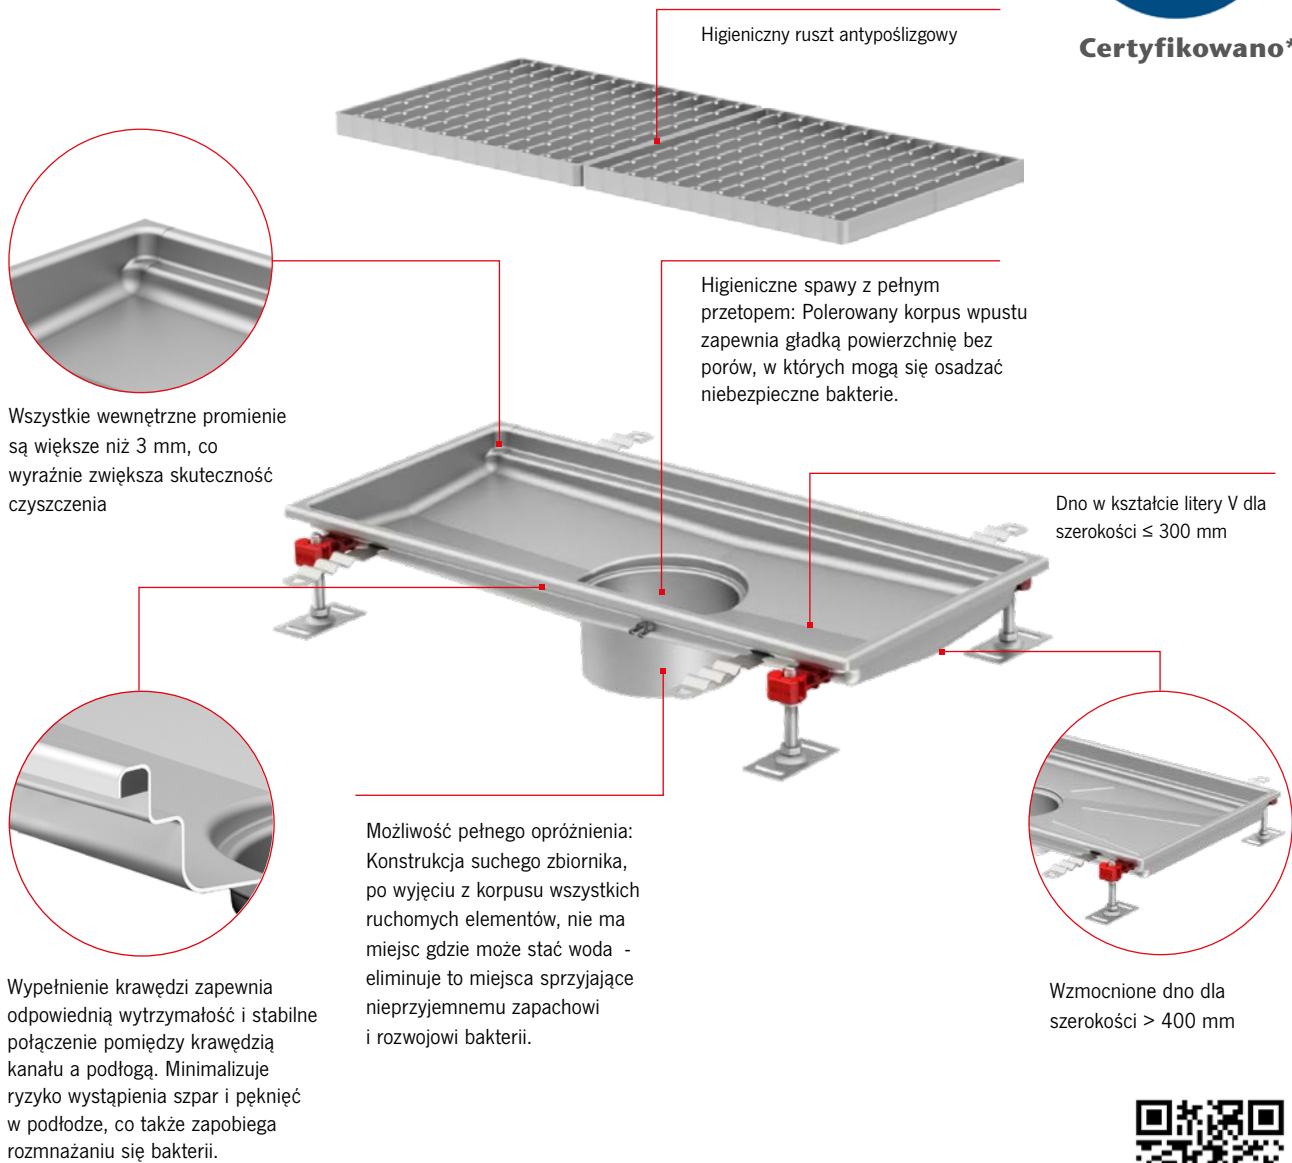 Higieniczny ruszt antypoślizgowy
Certyfikowano*
Higieniczne spawy z pełnym
przetopem: Polerowany korpus wpustu
zapewnia gładką powierzchnię bez
porów, w których mogą się osadzać
niebezpieczne bakterie.
Wszystkie wewnętrzne promienie
są większe niż 3 mm, co
wyraźnie zwiększa skuteczność
czyszczenia
Dno w kształcie litery V dla
szerokości ≤ 300 mm
Możliwość pełnego opróżnienia:
Konstrukcja suchego zbiornika,
po wyjęciu z korpusu wszystkich
ruchomych elementów, nie ma
miejsc gdzie może stać woda -
eliminuje to miejsca sprzyjające
nieprzyjemnemu zapachowi
i rozwojowi bakterii.
Wypełnienie krawędzi zapewnia
odpowiednią wytrzymałość i stabilne
połączenie pomiędzy krawędzią
kanału a podłogą. Minimalizuje
ryzyko wystąpienia szpar i pęknięć
w podłodze, co także zapobiega
rozmnażaniu się bakterii.
Wzmocnione dno dla
szerokości > 400 mm